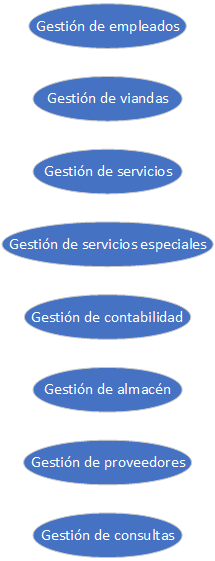 Gestión de empleados
Gestión de viandas
Gestión de servicios
Gestión de servicios especiales
Gestión de contabilidad
Gestión de almacén
Gestión de proveedores
Gestión de consultas